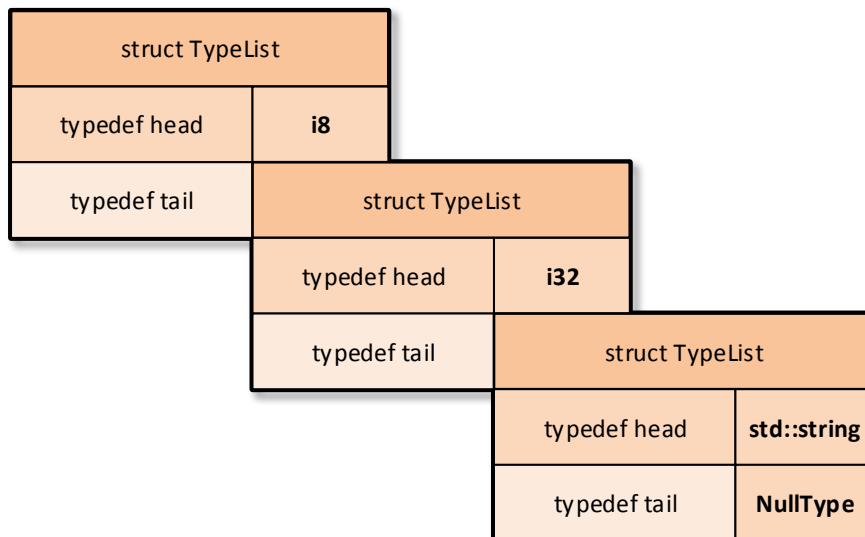 struct TypeList
typedef head i8
typedef tail struct TypeList
typedef head i32
typedef tail struct TypeList
typedef head std::string
typedef tail NullType